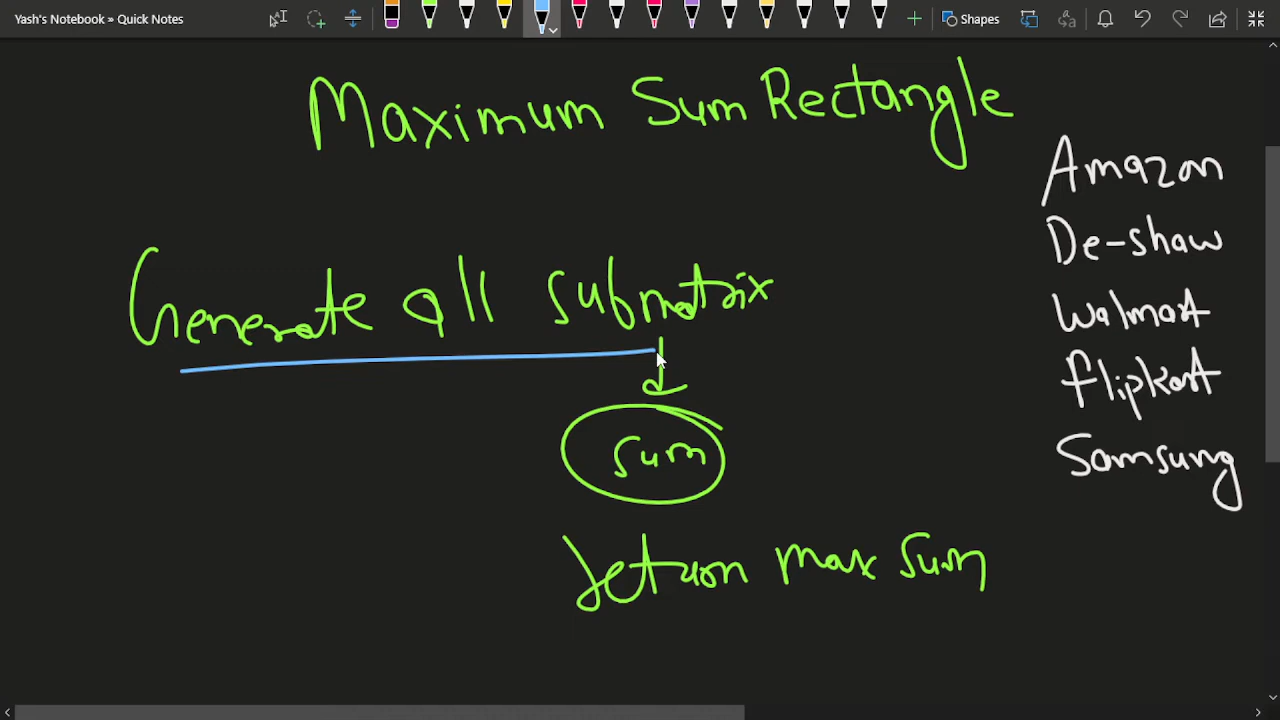 Yash's Notebook » Quick Notes
Shapes
Maximum Sum Rectangle
Amazon
De-shaw
Walmart
flipkart
Samsung
Generate all submatrix
sum
return max sum